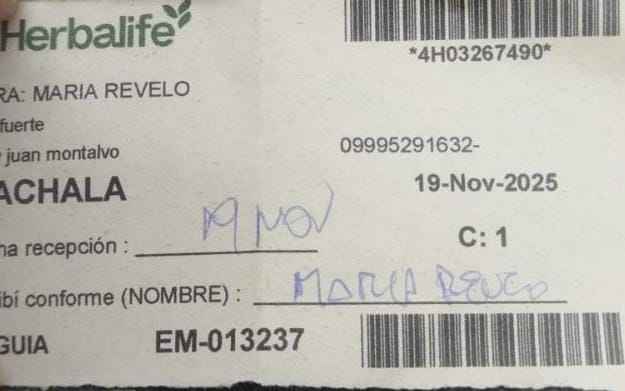 Herbalife
*4H03267490*
RA: MARIA REVELO
fuerte
juan montalvo
09995291632-
ACHALA
19-Nov-2025
ha recepción : 19 NOV
C: 1
ibí conforme (NOMBRE) : MARIA REVELO
GUIA EM-013237